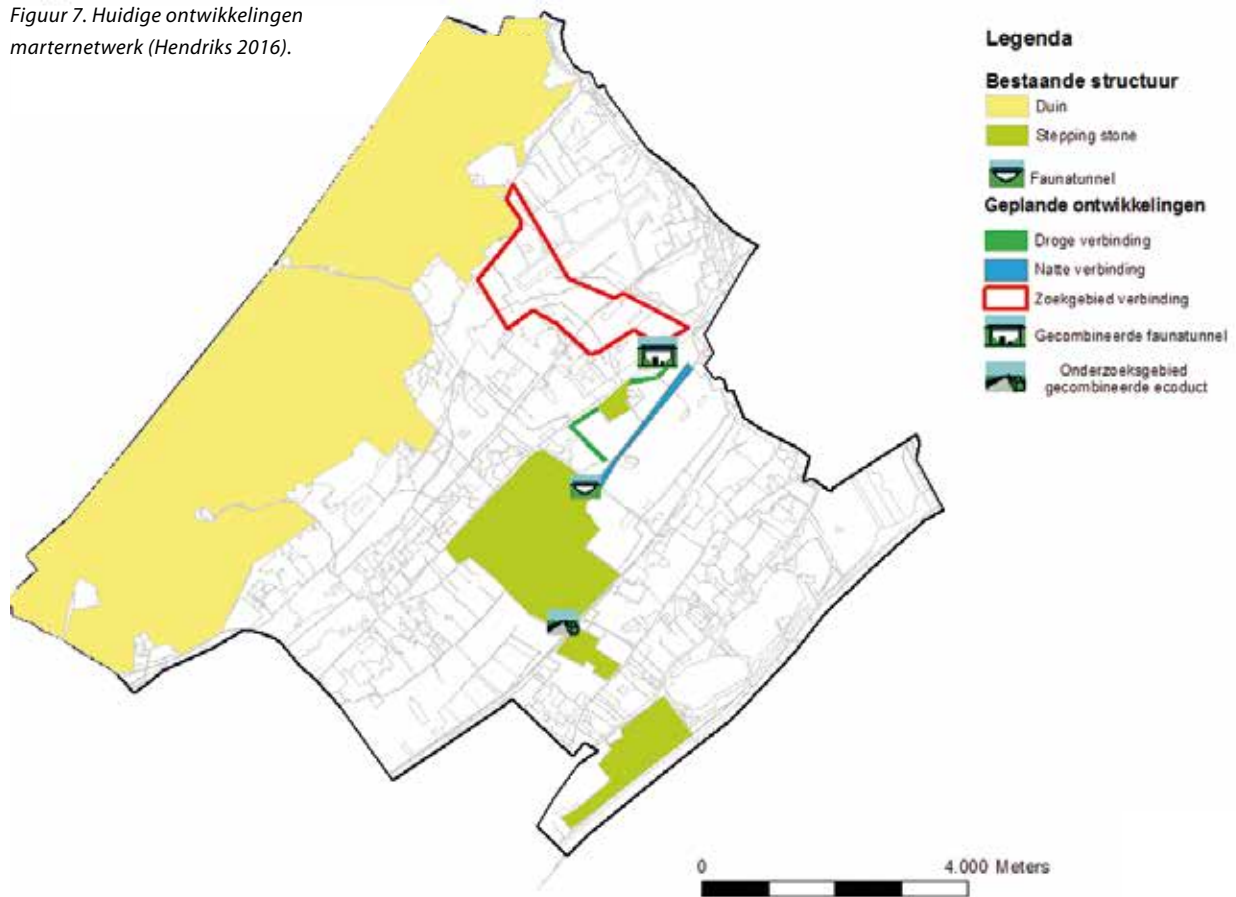 Figuur 7. Huidige ontwikkelingen
marternetwerk (Hendriks 2016).
Legenda
Bestaande structuur
Duin
Stepping stone
Faunatunnel
Geplande ontwikkelingen
Droge verbinding
Natte verbinding
Zoekgebied verbinding
Gecombineerde faunatunnel
Onderzoeksgebied
gecombineerde ecoduct
0 4.000 Meters